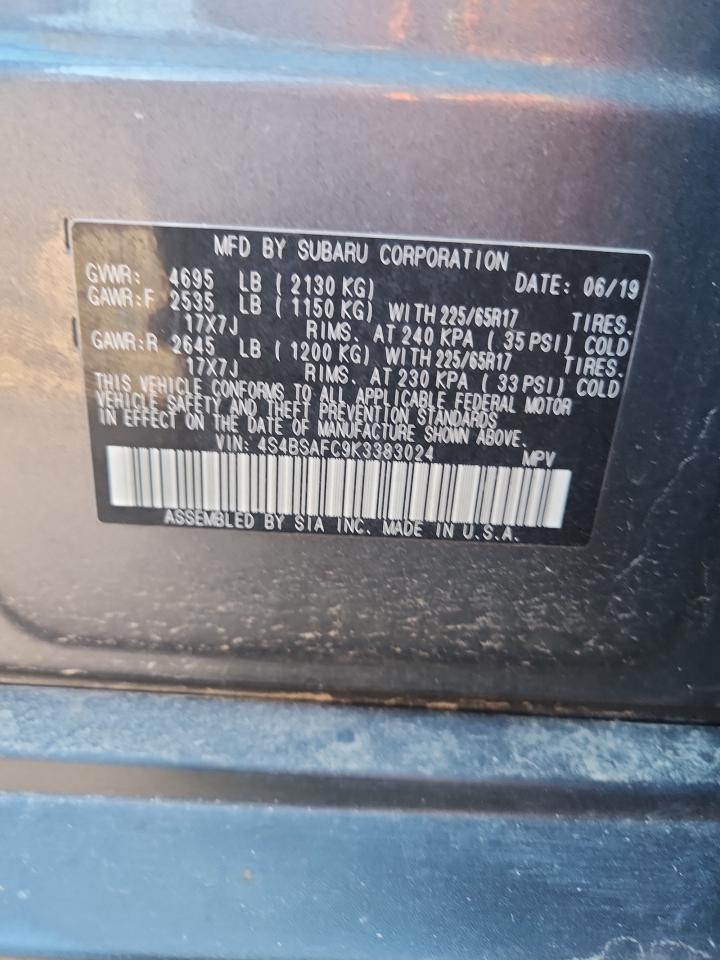 MFD BY SUBARU CORPORATION
GVWR: 4695 LB ( 2130 KG) DATE: 06/19
GAWR:F 2535 LB ( 1150 KG) WITH 225/65R17 TIRES.
17X7J RIMS. AT 240 KPA ( 35 PSI) COLD
GAWR:R 2645 LB ( 1200 KG) WITH 225/65R17 TIRES.
17X7J RIMS. AT 230 KPA ( 33 PSI) COLD
THIS VEHICLE CONFORMS TO ALL APPLICABLE FEDERAL MOTOR
VEHICLE SAFETY AND THEFT PREVENTION STANDARDS
IN EFFECT ON THE DATE OF MANUFACTURE SHOWN ABOVE.
VIN: 4S4BSAFC9K3383024 MPV
ASSEMBLED BY SIA INC. MADE IN U.S.A.